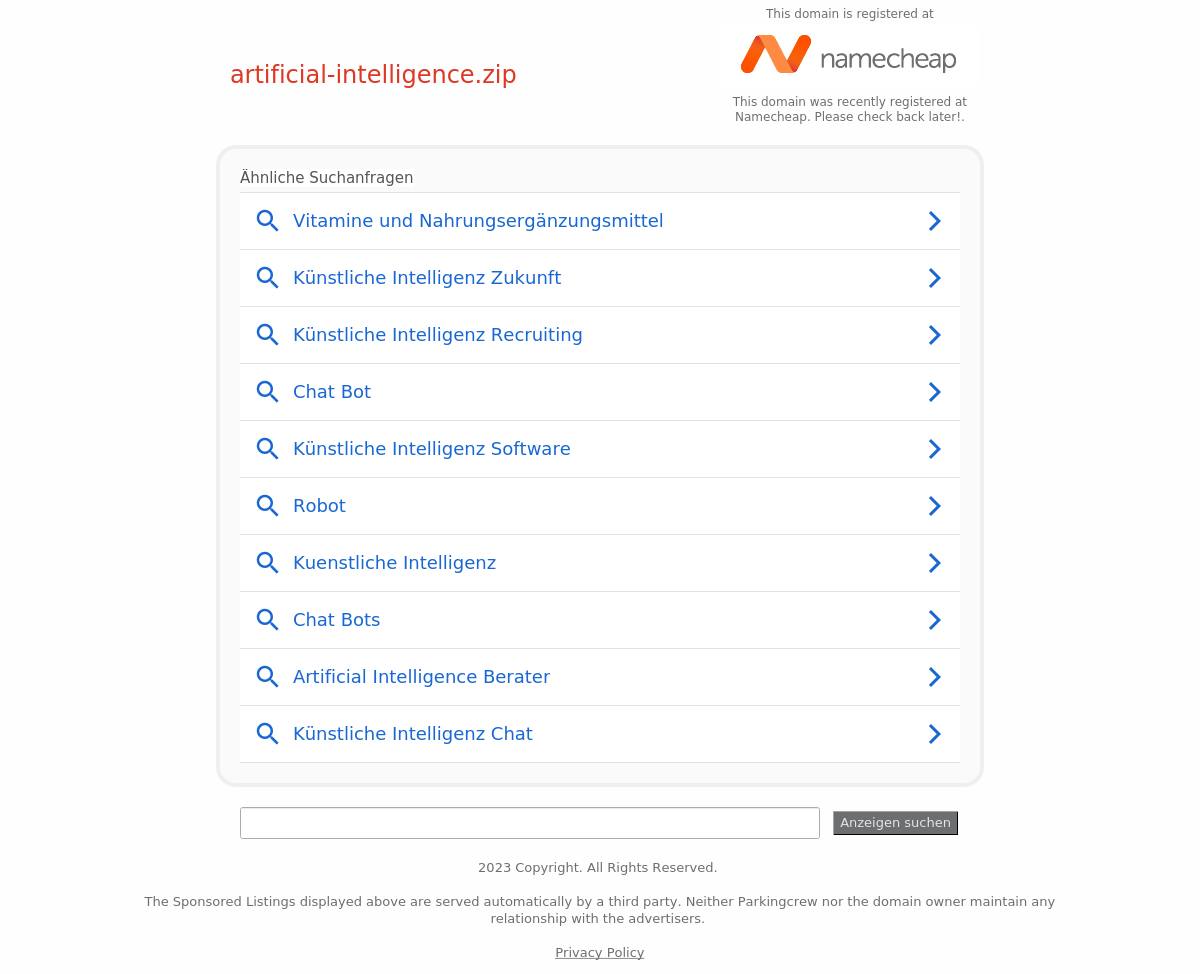 This domain is registered at
namecheap
artificial-intelligence.zip
This domain was recently registered at
Namecheap. Please check back later!.
Ähnliche Suchanfragen
Vitamine und Nahrungsergänzungsmittel
Künstliche Intelligenz Zukunft
Künstliche Intelligenz Recruiting
Chat Bot
Künstliche Intelligenz Software
Robot
Kuenstliche Intelligenz
Chat Bots
Artificial Intelligence Berater
Künstliche Intelligenz Chat
Anzeigen suchen
2023 Copyright. All Rights Reserved.
The Sponsored Listings displayed above are served automatically by a third party. Neither Parkingcrew nor the domain owner maintain any
relationship with the advertisers.
Privacy Policy